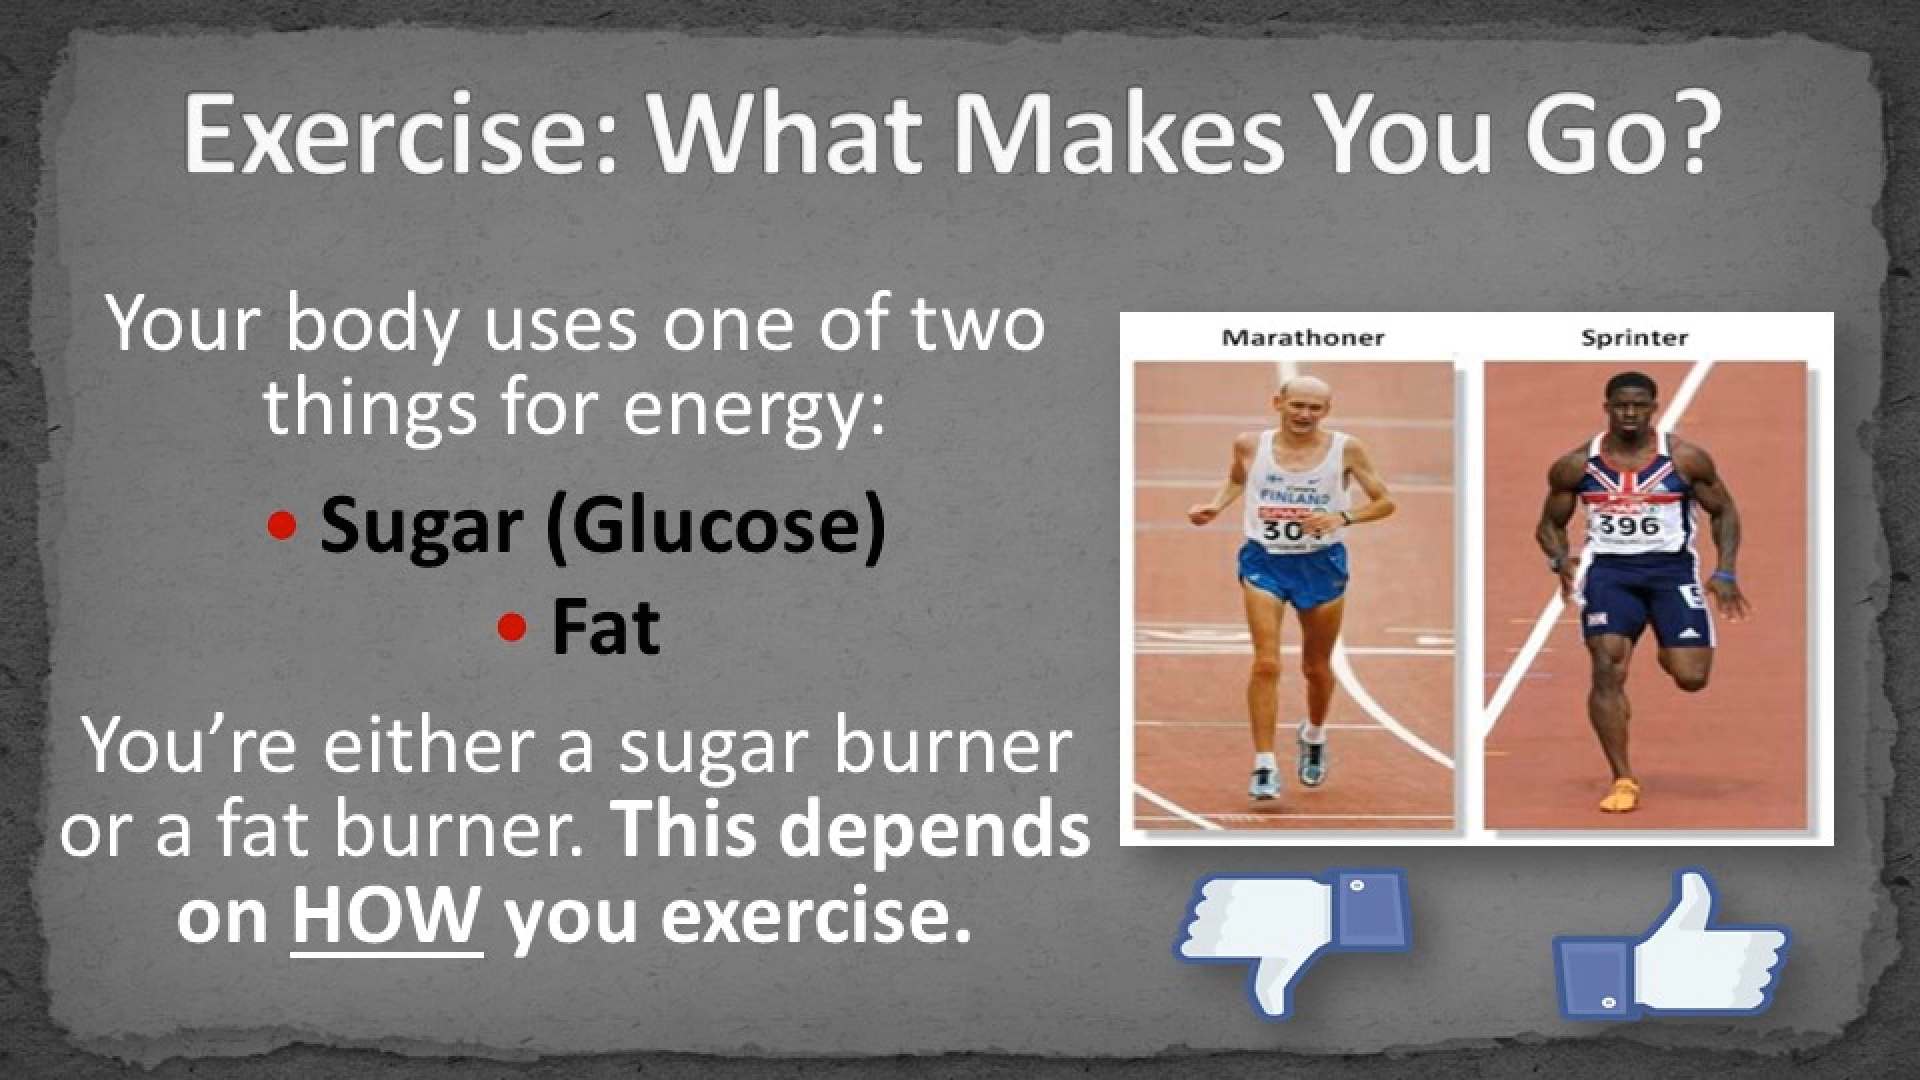 Exercise: What Makes You Go?
Your body uses one of two
things for energy:
• Sugar (Glucose)
• Fat
You’re either a sugar burner
or a fat burner. This depends
on HOW you exercise.
Marathoner
Sprinter
FINLAND
30
396